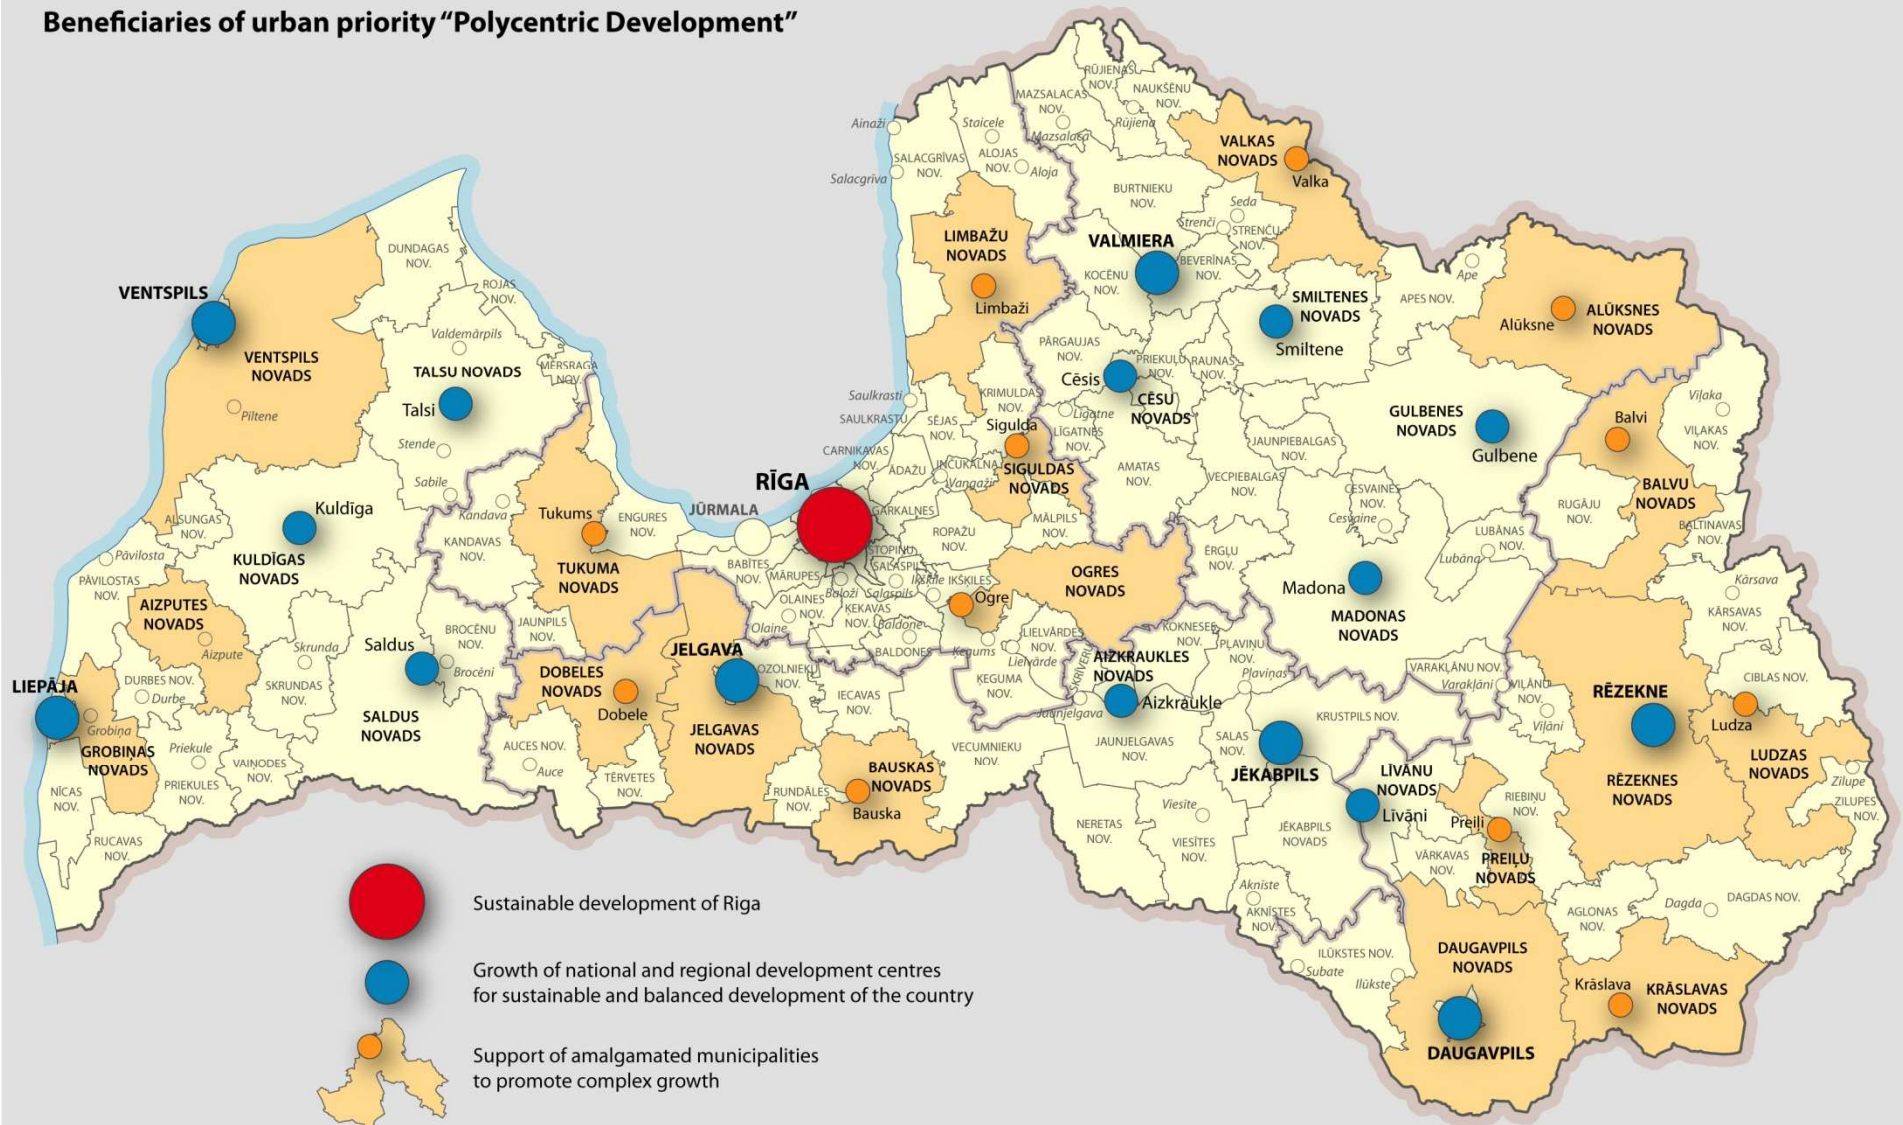 Beneficiaries of urban priority “Polycentric Development”
RŪJIENAS
NOV.
NAUKŠĒNU
NOV.
MAZSALACAS
NOV.
Mazsalaca
Rūjiena
Ainaži
Staicele
SALACGRĪVAS
NOV.
ALOJAS
NOV.
Aloja
Salacgrīva
VALKAS
NOVADS
Valka
BURTNIEKU
NOV.
Seda
Strenči
STRENČU
NOV.
LIMBAŽU
NOVADS
Limbaži
VALMIERA
KOCĒNU
NOV.
BEVERĪNAS
NOV.
SMILTENES
NOVADS
Smiltene
Ape
APES NOV.
Alūksne
ALŪKSNES
NOVADS
DUNDAGAS
NOV.
ROJAS
NOV.
VENTSPILS
VENTSPILS
NOVADS
Piltene
Valdemārpils
TALSU NOVADS
Talsi
MĒRSRAGA
NOV.
Stende
Sabile
PĀRGAUJAS
NOV.
PRIEKUĻU
NOV.
RAUNAS
NOV.
Cēsis
CĒSU
NOVADS
Līgatne
LĪGATNES
NOV.
Saulkrasti
SAULKRASTU
KRIMULDAS
NOV.
SĒJAS
NOV.
Sigulda
SIGULDAS
NOVADS
CARNIKAVAS
NOV.
ĀDAŽU
INČUKALNA
Vangaži
GULBENES
NOVADS
Gulbene
JAUNPIEBALGAS
NOV.
Balvi
BALVU
NOVADS
Viļaka
VIĻAKAS
NOV.
AMATAS
NOV.
VECPIEBALGAS
NOV.
CESVAINES
NOV.
Cesvaine
RUGĀJU
NOV.
BALTINAVAS
NOV.
RĪGA
JŪRMALA
GARKALNES
MĀLPILS
NOV.
ROPAŽU
NOV.
STOPIŅU
SALASPILS
Kuldīga
KULDĪGAS
NOVADS
ALSUNGAS
NOV.
Pāvilosta
PĀVILOSTAS
NOV.
Kandava
KANDAVAS
NOV.
Tukums
ENGURES
NOV.
TUKUMA
NOVADS
BABĪTES
NOV.
MĀRUPES
Baloži
Salaspils
Ikšķile
IKŠĶILES
OLAINES
NOV.
Olaine
ĶEKAVAS
NOV.
Baldone
BALDONES
Ogre
OGRES
NOVADS
ĒRGĻU
NOV.
LUBĀNAS
NOV.
Lubāna
Madona
MADONAS
NOVADS
Kārsava
KĀRSAVAS
NOV.
AIZPUTES
NOVADS
Aizpute
Skrunda
SKRUNDAS
NOV.
Saldus
SALDUS
NOVADS
BROCĒNU
NOV.
Brocēni
JAUNPILS
NOV.
DOBELES
NOVADS
Dobele
JELGAVA
OZOLNIEKU
NOV.
JELGAVAS
NOVADS
IECAVAS
NOV.
Ķegums
ĶEGUMA
NOV.
LIELVĀRDES
NOV.
Lielvārde
SKRĪVERU
AIZKRAUKLES
NOVADS
Aizkraukle
KOKNESES
NOV.
PĻAVIŅU
NOV.
Pļaviņas
VARAKĻĀNU NOV.
Varakļāni
VIĻĀNU
NOV.
Viļāni
RĒZEKNE
RĒZEKNES
NOVADS
CIBLAS NOV.
Ludza
LUDZAS
NOVADS
Zilupe
ZILUPES
NOV.
LIEPĀJA
Grobiņa
GROBIŅAS
NOVADS
DURBES NOV.
Durbe
Priekule
PRIEKULES
NOV.
VAIŅODES
NOV.
NĪCAS
NOV.
RUCAVAS
NOV.
AUCES NOV.
Auce
TĒRVETES
NOV.
RUNDĀLES
NOV.
BAUSKAS
NOVADS
Bauska
VECUMNIEKU
NOV.
Jaunjelgava
JAUNJELGAVAS
NOV.
SALAS
NOV.
KRUSTPILS NOV.
JĒKABPILS
LĪVĀNU
NOVADS
Līvāni
Preiļi
PREIĻU
NOVADS
RIEBIŅU
NOV.
VĀRKAVAS
NOV.
NERETAS
NOV.
Viesīte
VIESĪTES
NOV.
JĒKABPILS
NOVADS
Aknīste
AKNĪSTES
NOV.
AGLONAS
NOV.
Dagda
DAGDAS NOV.
ILŪKSTES NOV.
Subate
Ilūkste
DAUGAVPILS
NOVADS
DAUGAVPILS
Krāslava
KRĀSLAVAS
NOVADS
Sustainable development of Riga
Growth of national and regional development centres
for sustainable and balanced development of the country
Support of amalgamated municipalities
to promote complex growth